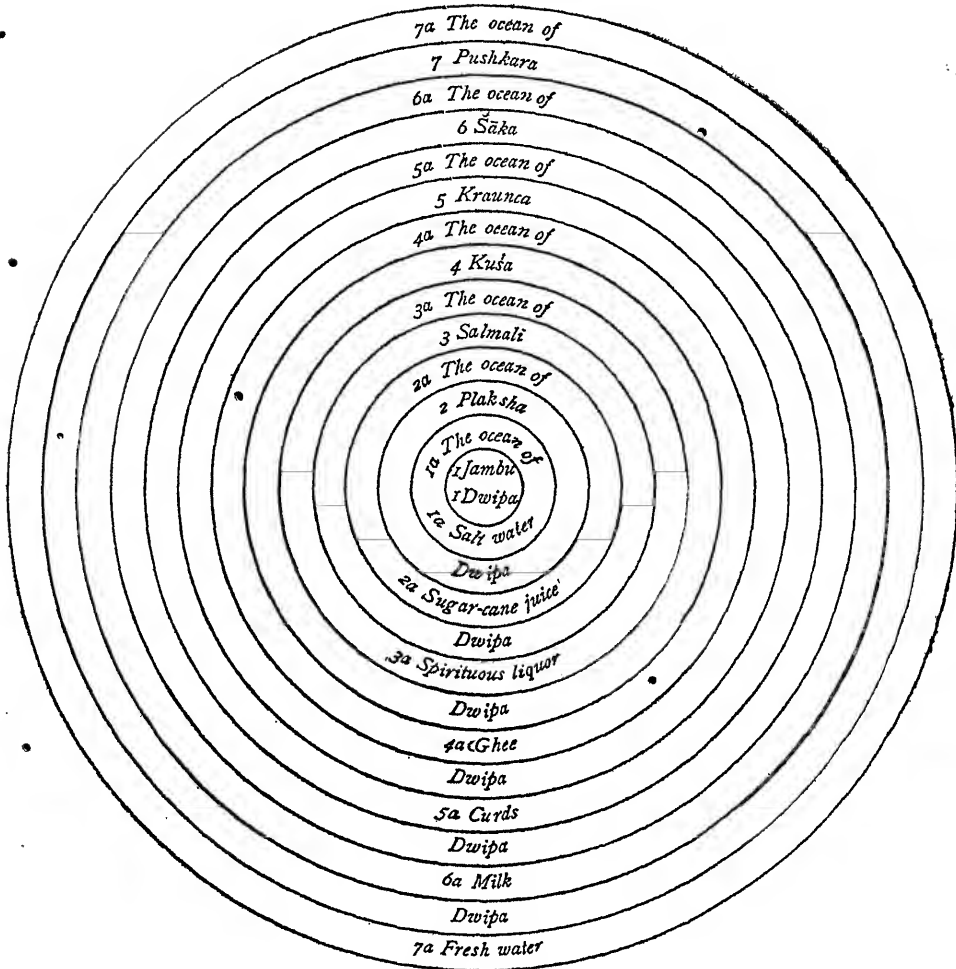 7a The ocean of
7 Pushkara
6a The ocean of
6 Śāka
5a The ocean of
5 Kraunca
4a The ocean of
4 Kuśa
3a The ocean of
3 Salmali
2a The ocean of
2 Plaksha
1a The ocean of
1 Jambu
1 Dwipa
1a Salt water
Dwipa
2a Sugar-cane juice
Dwipa
3a Spirituous liquor
Dwipa
4a Ghee
Dwipa
5a Curds
Dwipa
6a Milk
Dwipa
7a Fresh water